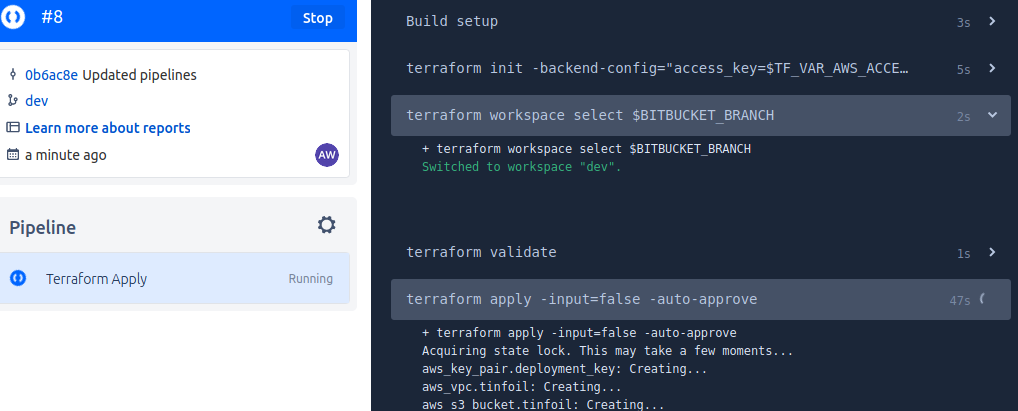 #8
Stop
0b6ac8e Updated pipelines
dev
Learn more about reports
a minute ago
AW
Pipeline
Terraform Apply
Running
Build setup
3s
terraform init -backend-config="access_key=$TF_VAR_AWS_ACCE…
5s
terraform workspace select $BITBUCKET_BRANCH
2s
+ terraform workspace select $BITBUCKET_BRANCH
Switched to workspace "dev".
terraform validate
1s
terraform apply -input=false -auto-approve
47s
+ terraform apply -input=false -auto-approve
Acquiring state lock. This may take a few moments...
aws_key_pair.deployment_key: Creating...
aws_vpc.tinfoil: Creating...
aws_s3_bucket.tinfoil: Creating...